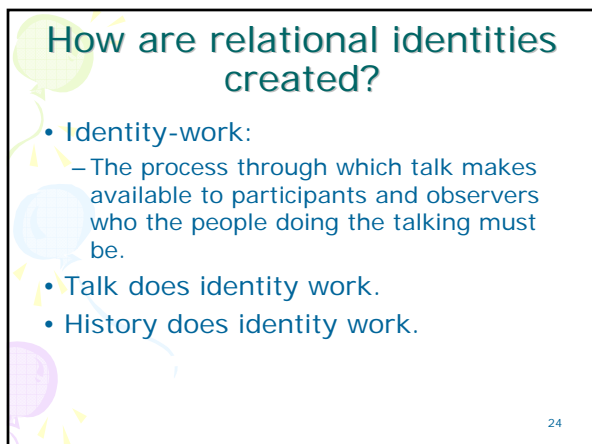 How are relational identities
created?
• Identity-work:
– The process through which talk makes
available to participants and observers
who the people doing the talking must
be.
• Talk does identity work.
• History does identity work.
24